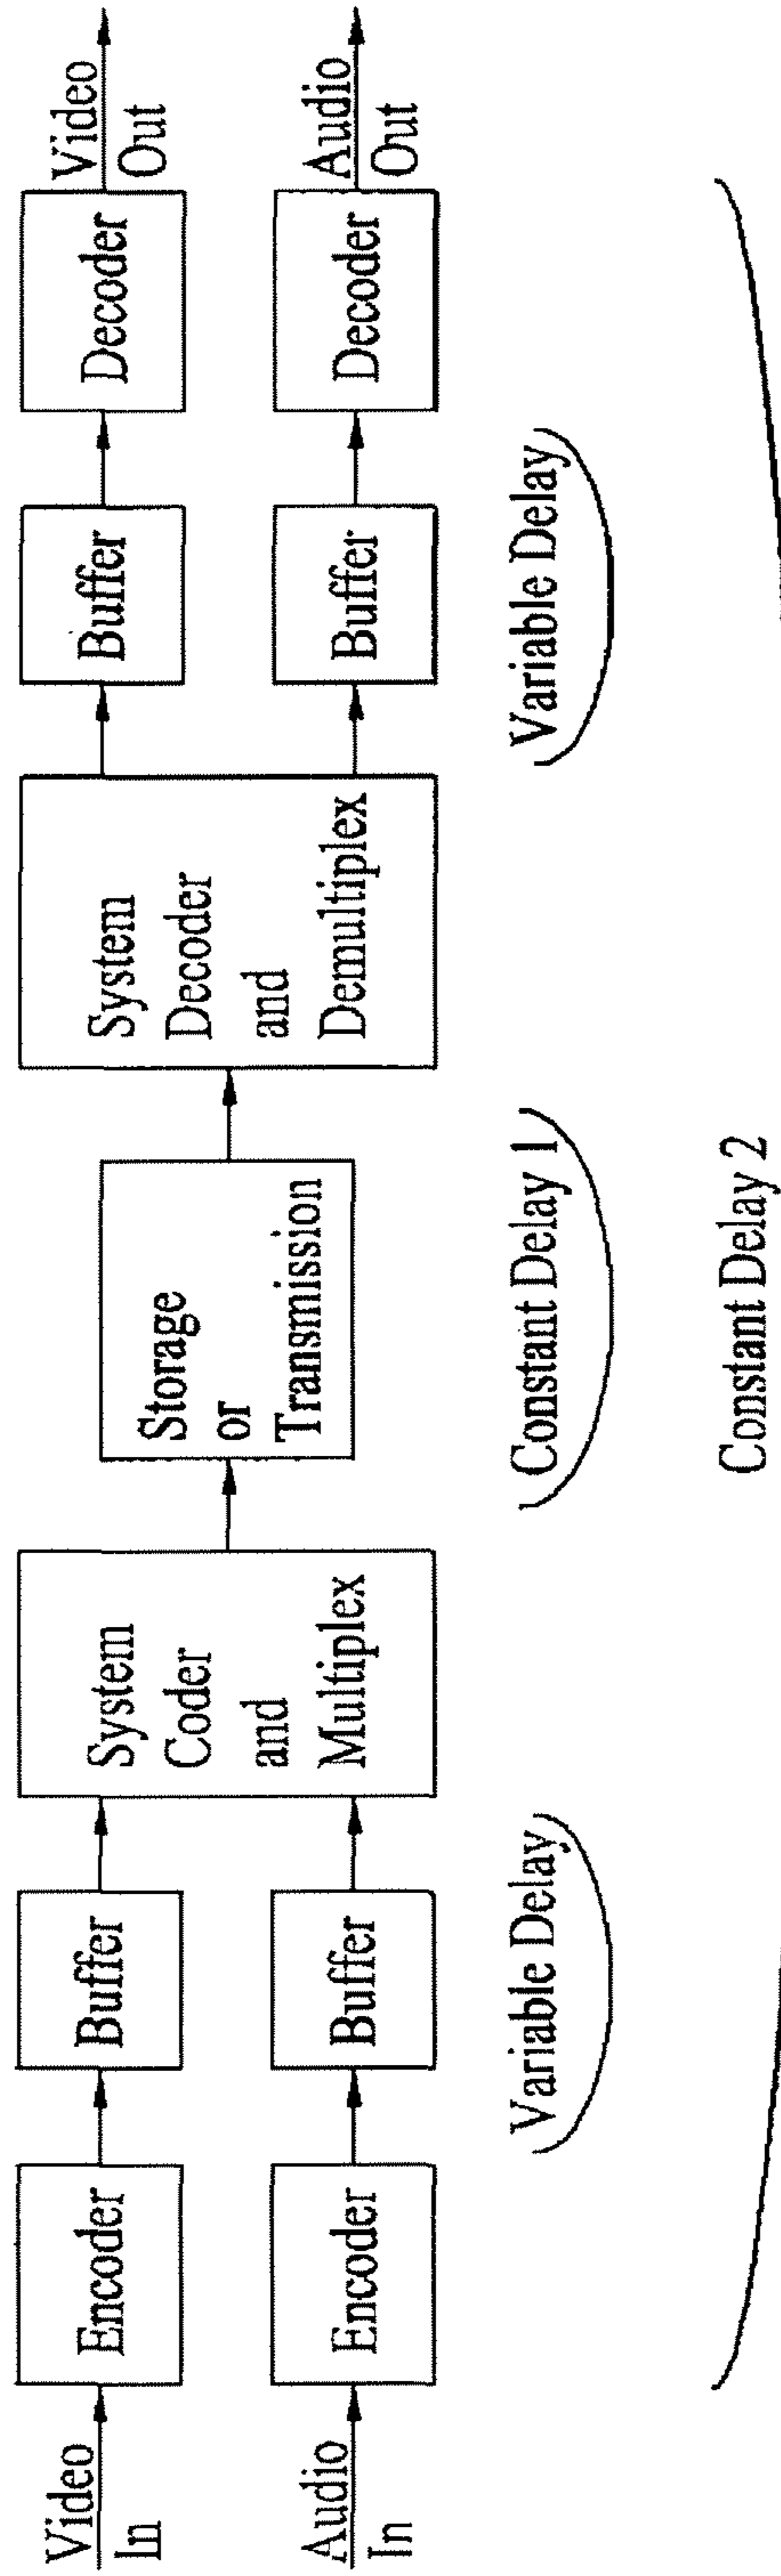 Video
In
Encoder
Buffer
System
Coder
and
Multiplex
Storage
or
Transmission
System
Decoder
and
Demultiplex
Buffer
Decoder
Video
Out
Audio
In
Encoder
Buffer
Buffer
Decoder
Audio
Out
Variable Delay
Constant Delay 1
Variable Delay
Constant Delay 2